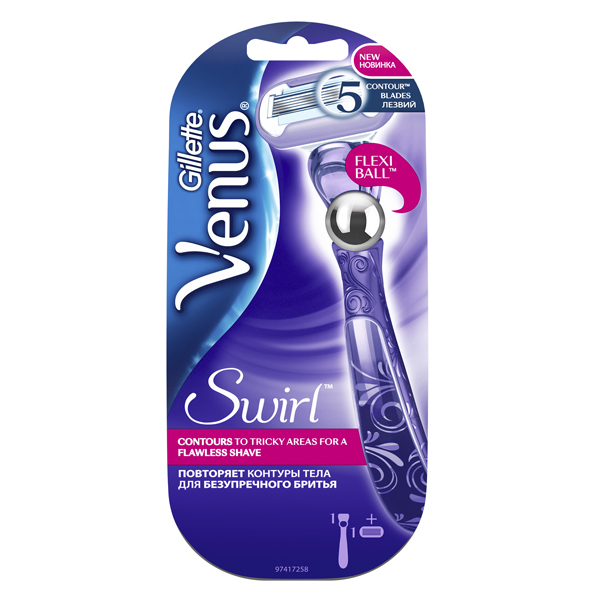 NEW
НОВИНКА
5 CONTOUR™
BLADES
ЛЕЗВИЙ
FLEXI
BALL™
Gillette®
Venus®
Swirl™
CONTOURS TO TRICKY AREAS FOR A
FLAWLESS SHAVE
ПОВТОРЯЕТ КОНТУРЫ ТЕЛА
ДЛЯ БЕЗУПРЕЧНОГО БРИТЬЯ
1 + 1
97417258